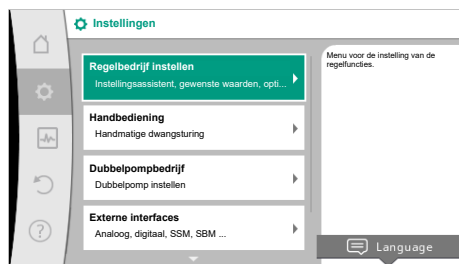 Instellingen
Regelbedrijf instellen
Instellingsassistent, gewenste waarden, opti...
Handbediening
Handmatige dwangsturing
Dubbelpompbedrijf
Dubbelpomp instellen
Externe interfaces
Analoog, digitaal, SSM, SBM ...
Menu voor de instelling van de
regelfuncties.
Language